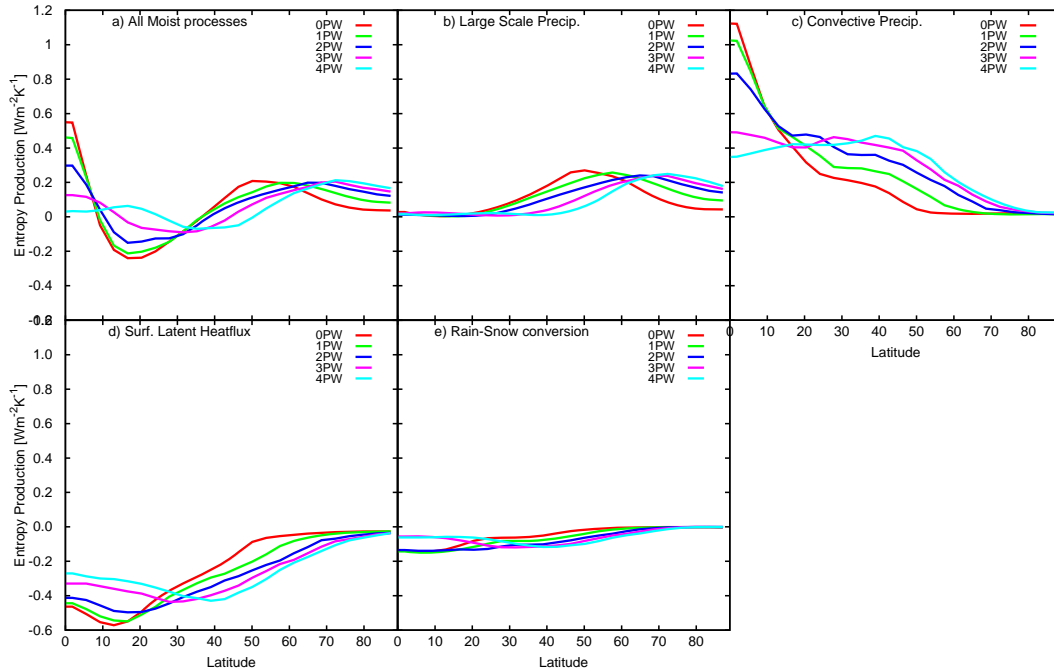 1.2
1.0
0.8
0.6
0.4
0.2
0
-0.2
-0.4
Entropy Production [Wm-2K-1]
a) All Moist processes
0PW
1PW
2PW
3PW
4PW
b) Large Scale Precip.
0PW
1PW
2PW
3PW
4PW
c) Convective Precip.
0PW
1PW
2PW
3PW
4PW
0 10 20 30 40 50 60 70 80
Latitude
1.0
0.8
0.6
0.4
0.2
0.0
-0.2
-0.4
-0.6
Entropy Production [Wm-2K-1]
d) Surf. Latent Heatflux
0PW
1PW
2PW
3PW
4PW
0 10 20 30 40 50 60 70 80
Latitude
e) Rain-Snow conversion
0PW
1PW
2PW
3PW
4PW
0 10 20 30 40 50 60 70 80
Latitude